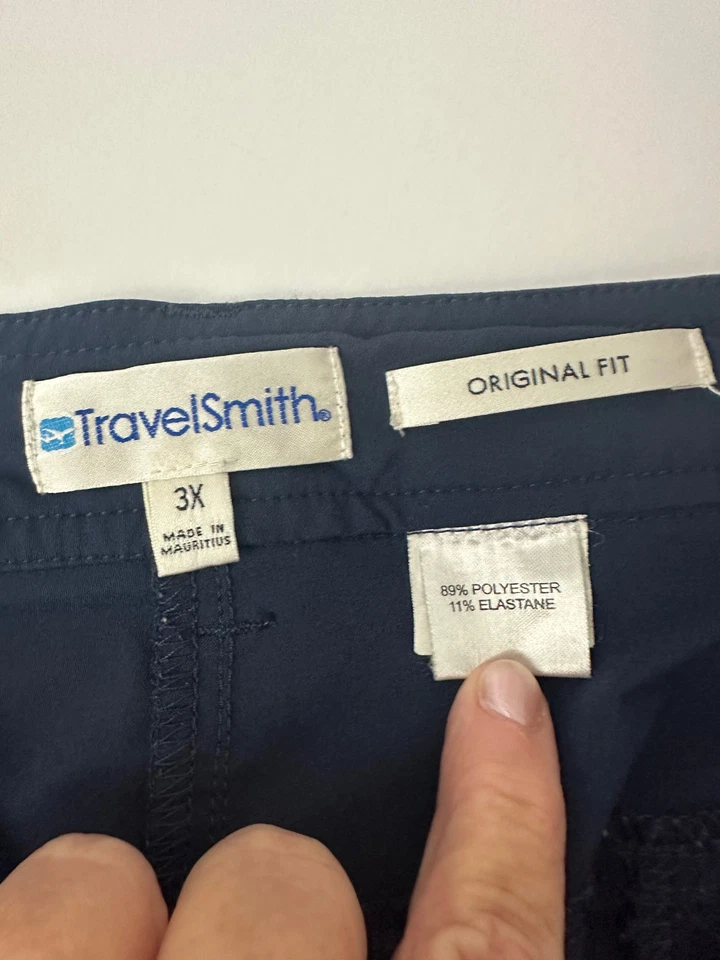 TravelSmith®
3X
MADE IN
MAURITIUS
ORIGINAL FIT
89% POLYESTER
11% ELASTANE